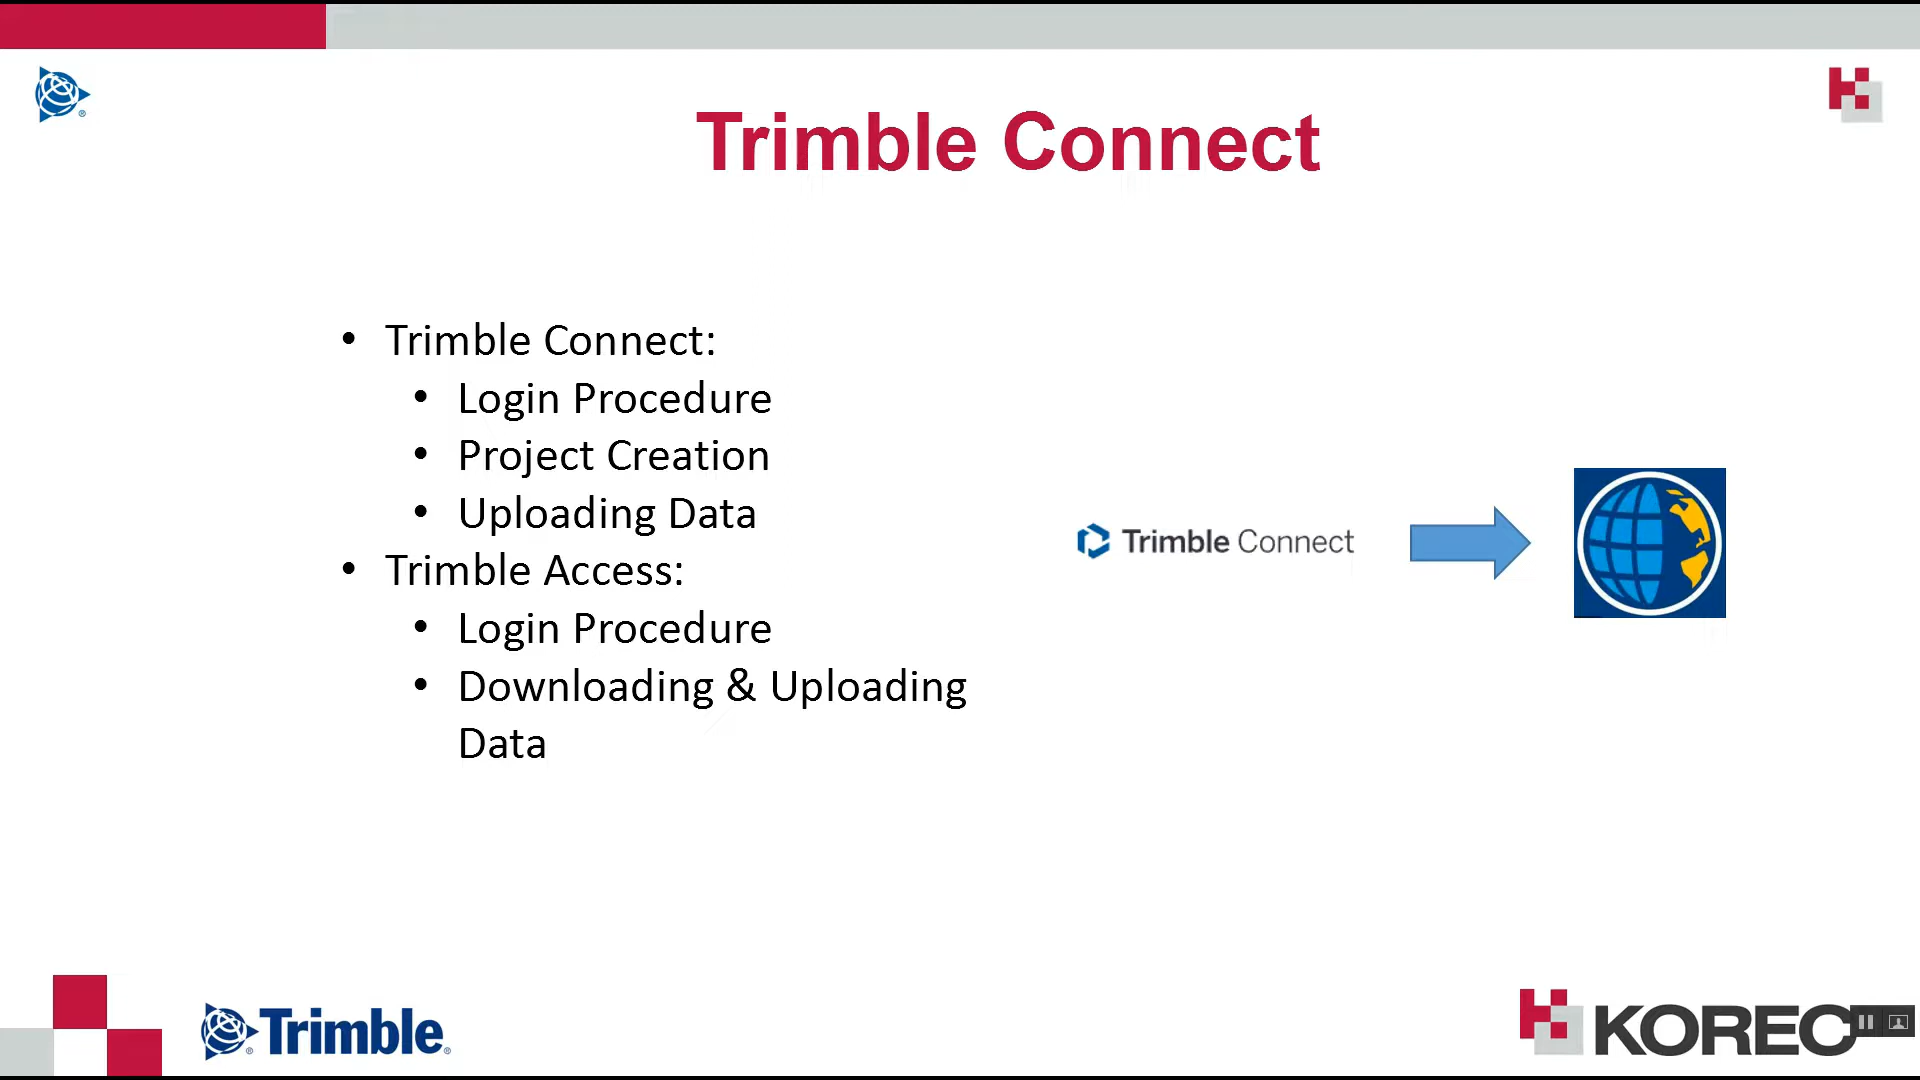 Trimble Connect
• Trimble Connect:
• Login Procedure
• Project Creation
• Uploading Data
• Trimble Access:
• Login Procedure
• Downloading & Uploading
Data
Trimble Connect
Trimble®
KOREC